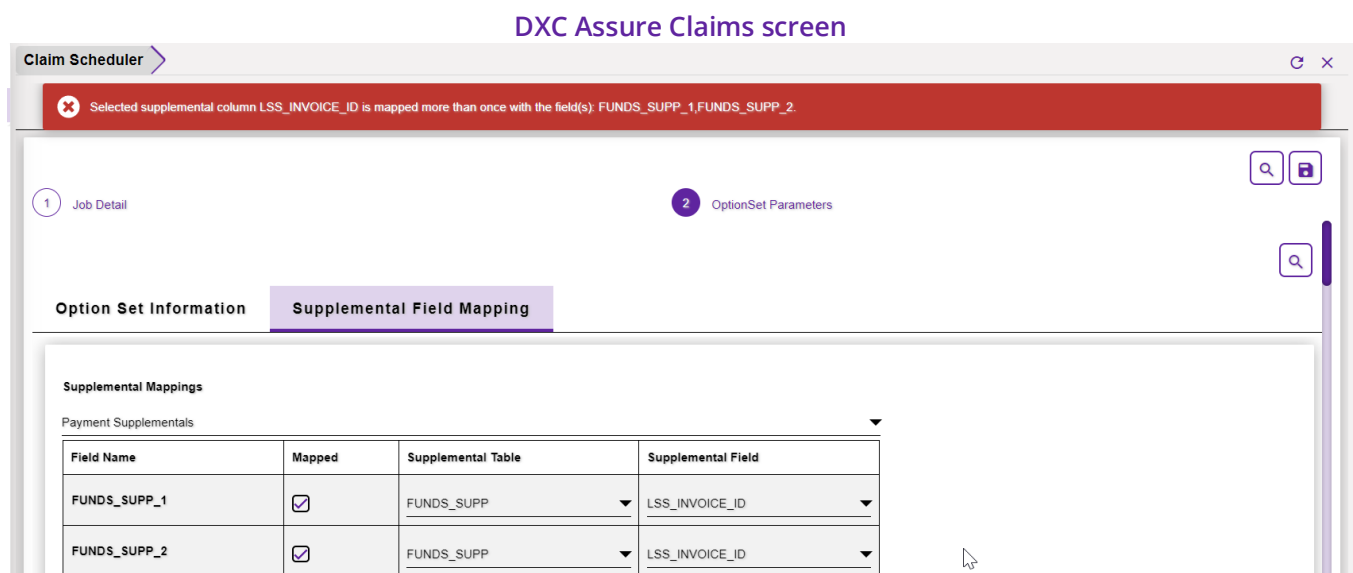 DXC Assure Claims screen
Claim Scheduler
Selected supplemental column LSS_INVOICE_ID is mapped more than once with the field(s): FUNDS_SUPP_1,FUNDS_SUPP_2.
1 Job Detail 2 OptionSet Parameters
Option Set Information Supplemental Field Mapping
Supplemental Mappings
Payment Supplementals
Field Name Mapped Supplemental Table Supplemental Field
FUNDS_SUPP_1 FUNDS_SUPP LSS_INVOICE_ID
FUNDS_SUPP_2 FUNDS_SUPP LSS_INVOICE_ID